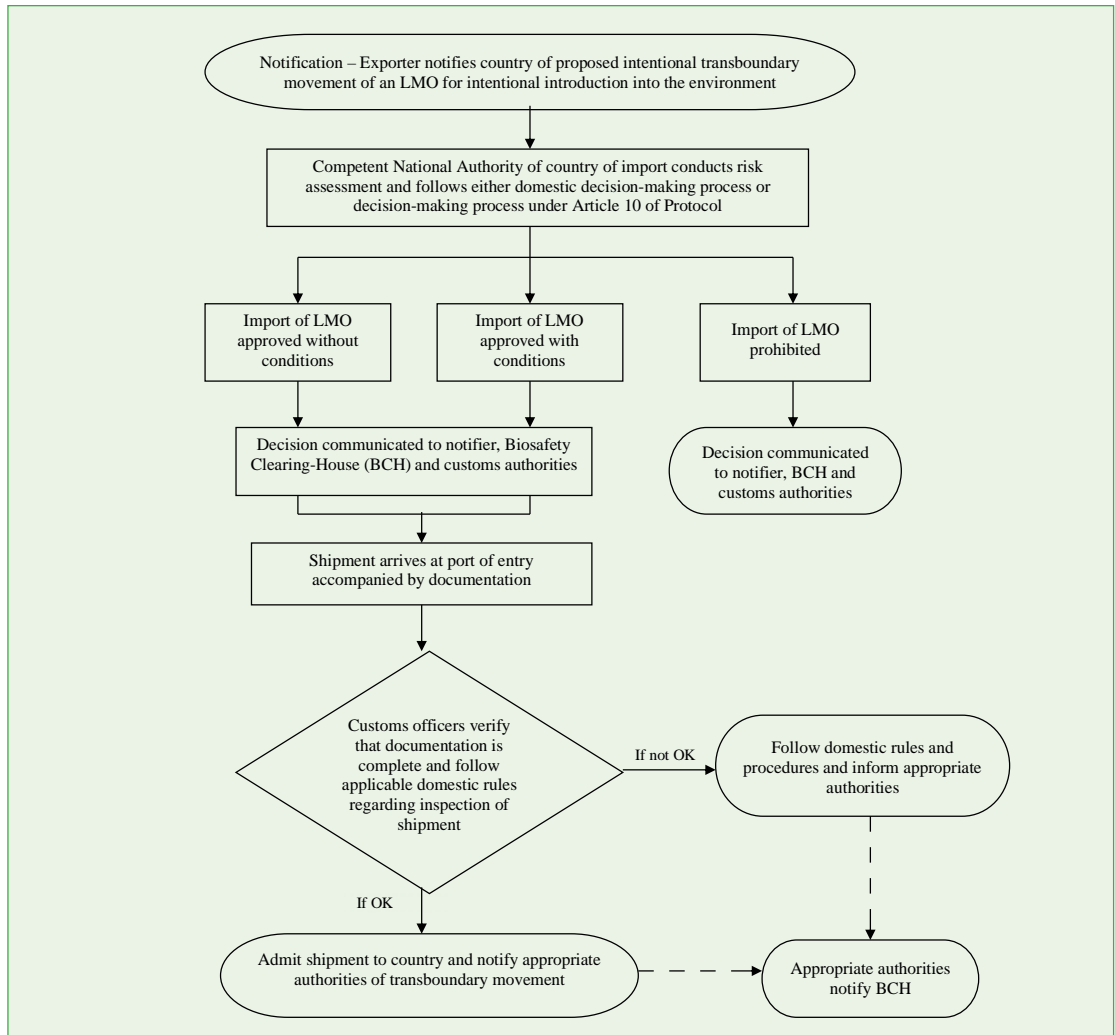 Notification – Exporter notifies country of proposed intentional transboundary
movement of an LMO for intentional introduction into the environment
Competent National Authority of country of import conducts risk
assessment and follows either domestic decision-making process or
decision-making process under Article 10 of Protocol
Import of LMO
approved without
conditions
Import of LMO
approved with
conditions
Import of LMO
prohibited
Decision communicated to notifier, Biosafety
Clearing-House (BCH) and customs authorities
Decision communicated
to notifier, BCH and
customs authorities
Shipment arrives at port of entry
accompanied by documentation
Customs officers verify
that documentation is
complete and follow
applicable domestic rules
regarding inspection of
shipment
If not OK
Follow domestic rules and
procedures and inform appropriate
authorities
If OK
Admit shipment to country and notify appropriate
authorities of transboundary movement
Appropriate authorities
notify BCH